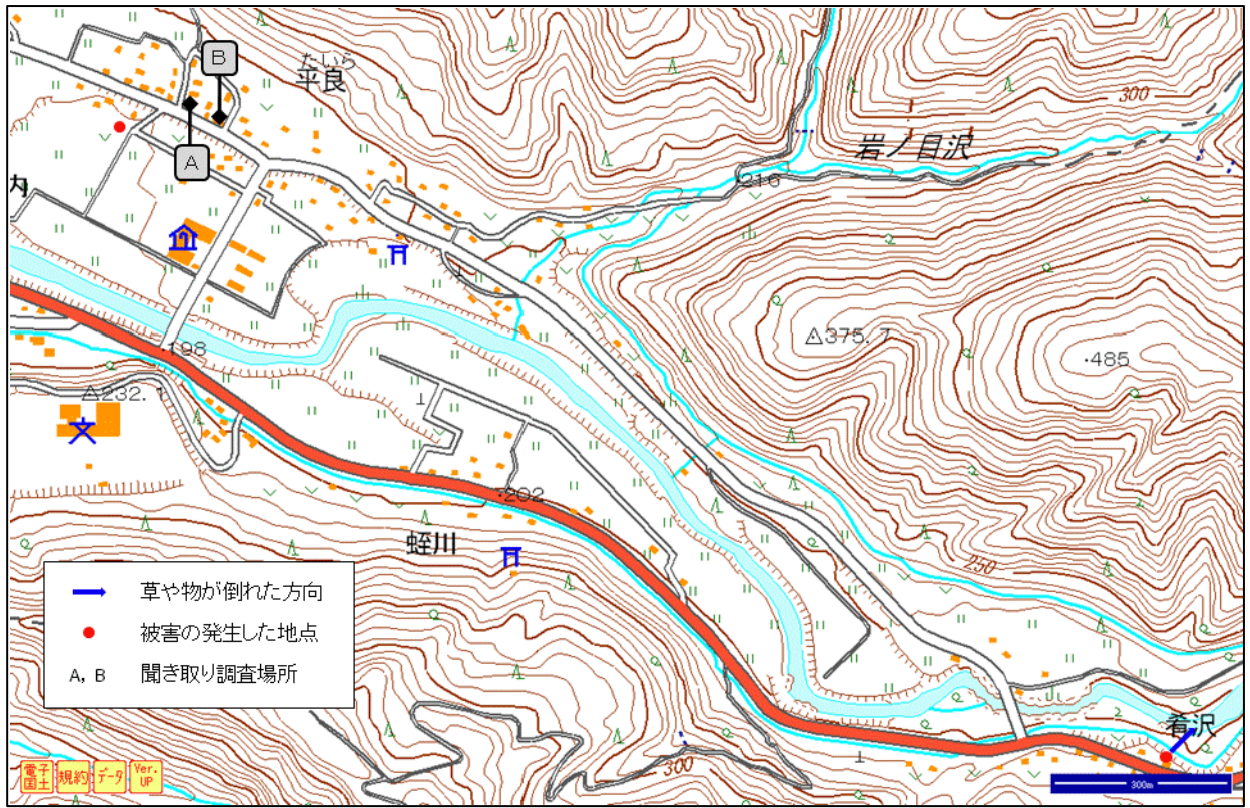 B
たいら
平良
A
300
岩ノ目沢
216
内
375.7
485
198
232.1
202
蛭川
250
草や物が倒れた方向
被害の発生した地点
A, B 聞き取り調査場所
肴沢
300
電子国土
規約
データ
Ver. UP
300m